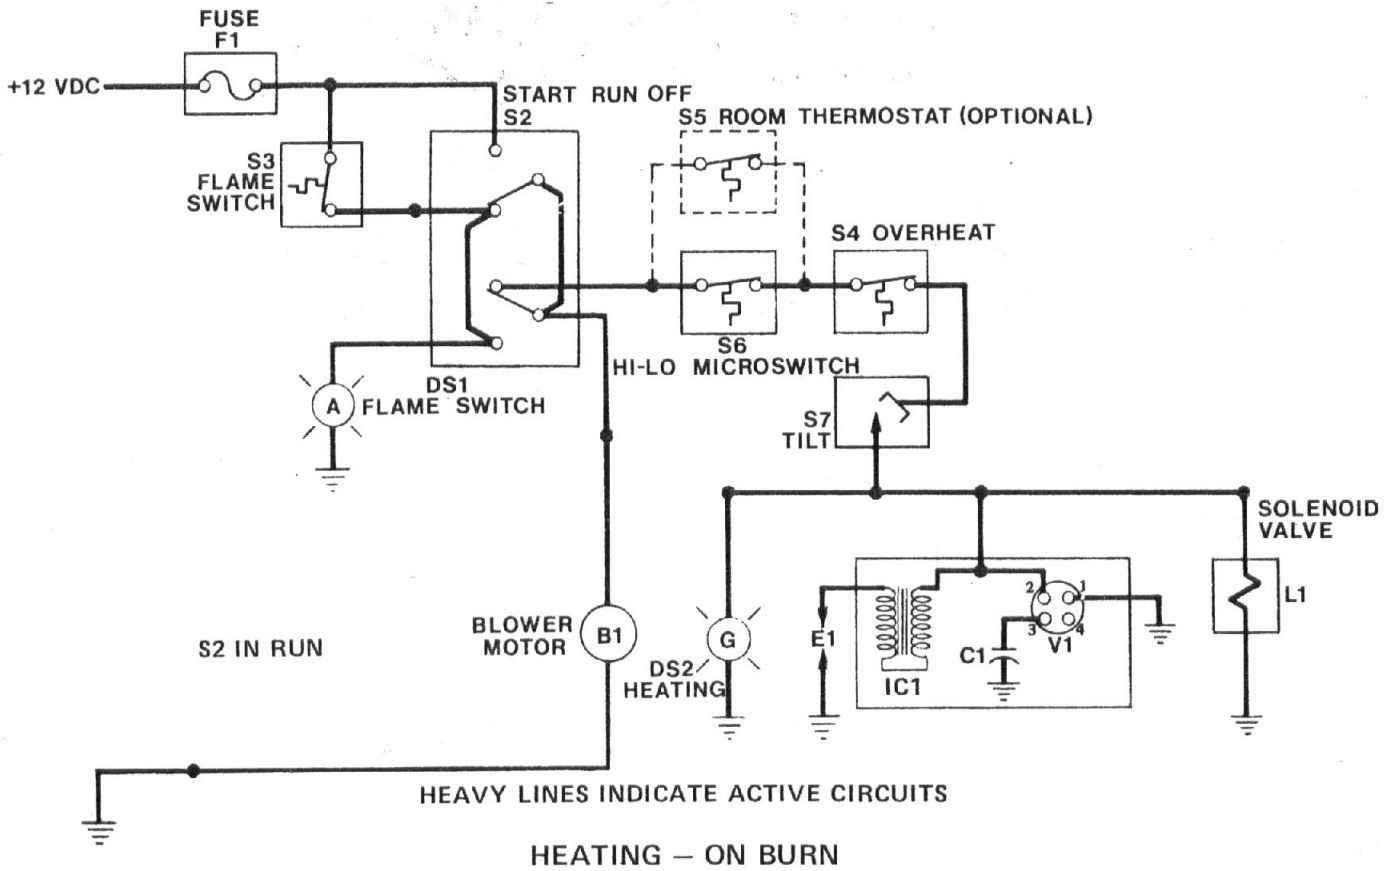 FUSE
F1
+12 VDC
START RUN OFF
S2
S5 ROOM THERMOSTAT (OPTIONAL)
S3
FLAME
SWITCH
S4 OVERHEAT
S6
HI-LO MICROSWITCH
DS1
A FLAME SWITCH
S7
TILT
SOLENOID
VALVE
L1
2 1
3 4
V1
C1
E1
IC1
BLOWER
MOTOR
B1
G
DS2
HEATING
S2 IN RUN
HEAVY LINES INDICATE ACTIVE CIRCUITS
HEATING — ON BURN